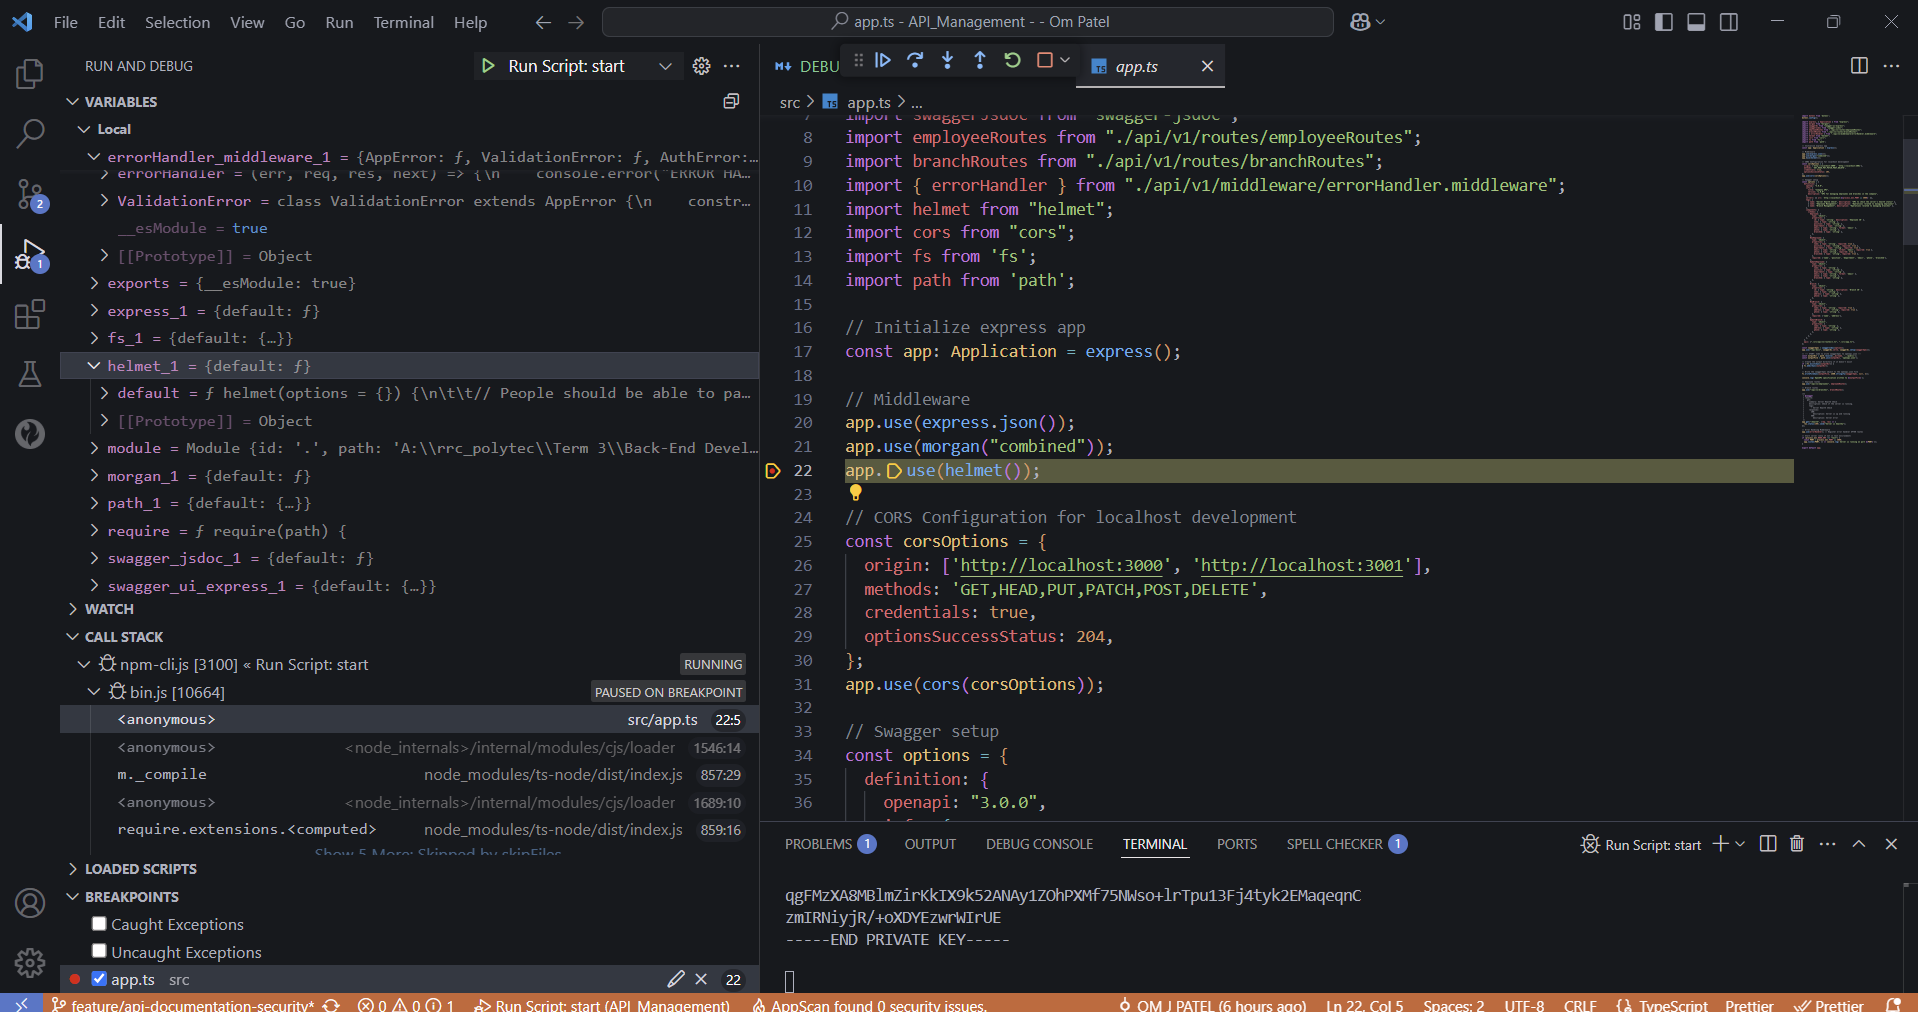 File Edit Selection View Go Run Terminal Help
app.ts - API_Management - - Om Patel
RUN AND DEBUG
Run Script: start
VARIABLES
Local
errorHandler_middleware_1 = {AppError: ƒ, ValidationError: ƒ, AuthError:…
errorHandler = (err, req, res, next) => {\n    console.error("ERROR HA…
ValidationError = class ValidationError extends AppError {\n    constr…
__esModule = true
[[Prototype]] = Object
exports = {__esModule: true}
express_1 = {default: ƒ}
fs_1 = {default: {…}}
helmet_1 = {default: ƒ}
default = ƒ helmet(options = {}) {\n\t\t// People should be able to pa…
[[Prototype]] = Object
module = Module {id: '.', path: 'A:\\rrc_polytec\\Term 3\\Back-End Devel…
morgan_1 = {default: ƒ}
path_1 = {default: {…}}
require = ƒ require(path) {
swagger_jsdoc_1 = {default: ƒ}
swagger_ui_express_1 = {default: {…}}
WATCH
CALL STACK
npm-cli.js [3100] « Run Script: start RUNNING
bin.js [10664] PAUSED ON BREAKPOINT
<anonymous> src/app.ts 22:5
<anonymous> <node_internals>/internal/modules/cjs/loader 1546:14
m._compile node_modules/ts-node/dist/index.js 857:29
<anonymous> <node_internals>/internal/modules/cjs/loader 1689:10
require.extensions.<computed> node_modules/ts-node/dist/index.js 859:16
Show 5 More: Skipped by skipFiles
LOADED SCRIPTS
BREAKPOINTS
Caught Exceptions
Uncaught Exceptions
app.ts src 22
2
1
DEBU
TS app.ts
src > TS app.ts > ...
7 import swaggerJsdoc from "swagger-jsdoc";
8 import employeeRoutes from "./api/v1/routes/employeeRoutes";
9 import branchRoutes from "./api/v1/routes/branchRoutes";
10 import { errorHandler } from "./api/v1/middleware/errorHandler.middleware";
11 import helmet from "helmet";
12 import cors from "cors";
13 import fs from 'fs';
14 import path from 'path';
15
16 // Initialize express app
17 const app: Application = express();
18
19 // Middleware
20 app.use(express.json());
21 app.use(morgan("combined"));
22 app.use(helmet());
23
24 // CORS Configuration for localhost development
25 const corsOptions = {
26 origin: ['http://localhost:3000', 'http://localhost:3001'],
27 methods: 'GET,HEAD,PUT,PATCH,POST,DELETE',
28 credentials: true,
29 optionsSuccessStatus: 204,
30 };
31 app.use(cors(corsOptions));
32
33 // Swagger setup
34 const options = {
35 definition: {
36 openapi: "3.0.0",
PROBLEMS 1 OUTPUT DEBUG CONSOLE TERMINAL PORTS SPELL CHECKER 1
Run Script: start
qgFMzXA8MBlmZirKkIX9k52ANAy1ZOhPXMf75NWso+lrTpu13Fj4tyk2EMaqeqnC
zmIRNiyjR/+oXDYEzwrWIrUE
-----END PRIVATE KEY-----
feature/api-documentation-security* 0 0 1 Run Script: start (API_Management) AppScan found 0 security issues. OM J PATEL (6 hours ago) Ln 22, Col 5 Spaces: 2 UTF-8 CRLF {} TypeScript Prettier Prettier